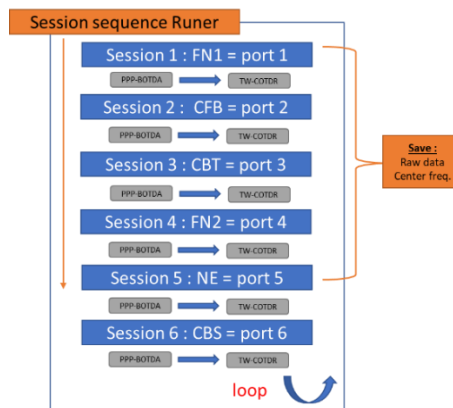 Session sequence Runer
Session 1 : FN1 = port 1
PPP-BOTDA TW-COTDR
Session 2 : CFB = port 2
PPP-BOTDA TW-COTDR
Session 3 : CBT = port 3
PPP-BOTDA TW-COTDR
Session 4 : FN2 = port 4
PPP-BOTDA TW-COTDR
Session 5 : NE = port 5
PPP-BOTDA TW-COTDR
Session 6 : CBS = port 6
PPP-BOTDA TW-COTDR
loop
Save :
Raw data
Center freq.